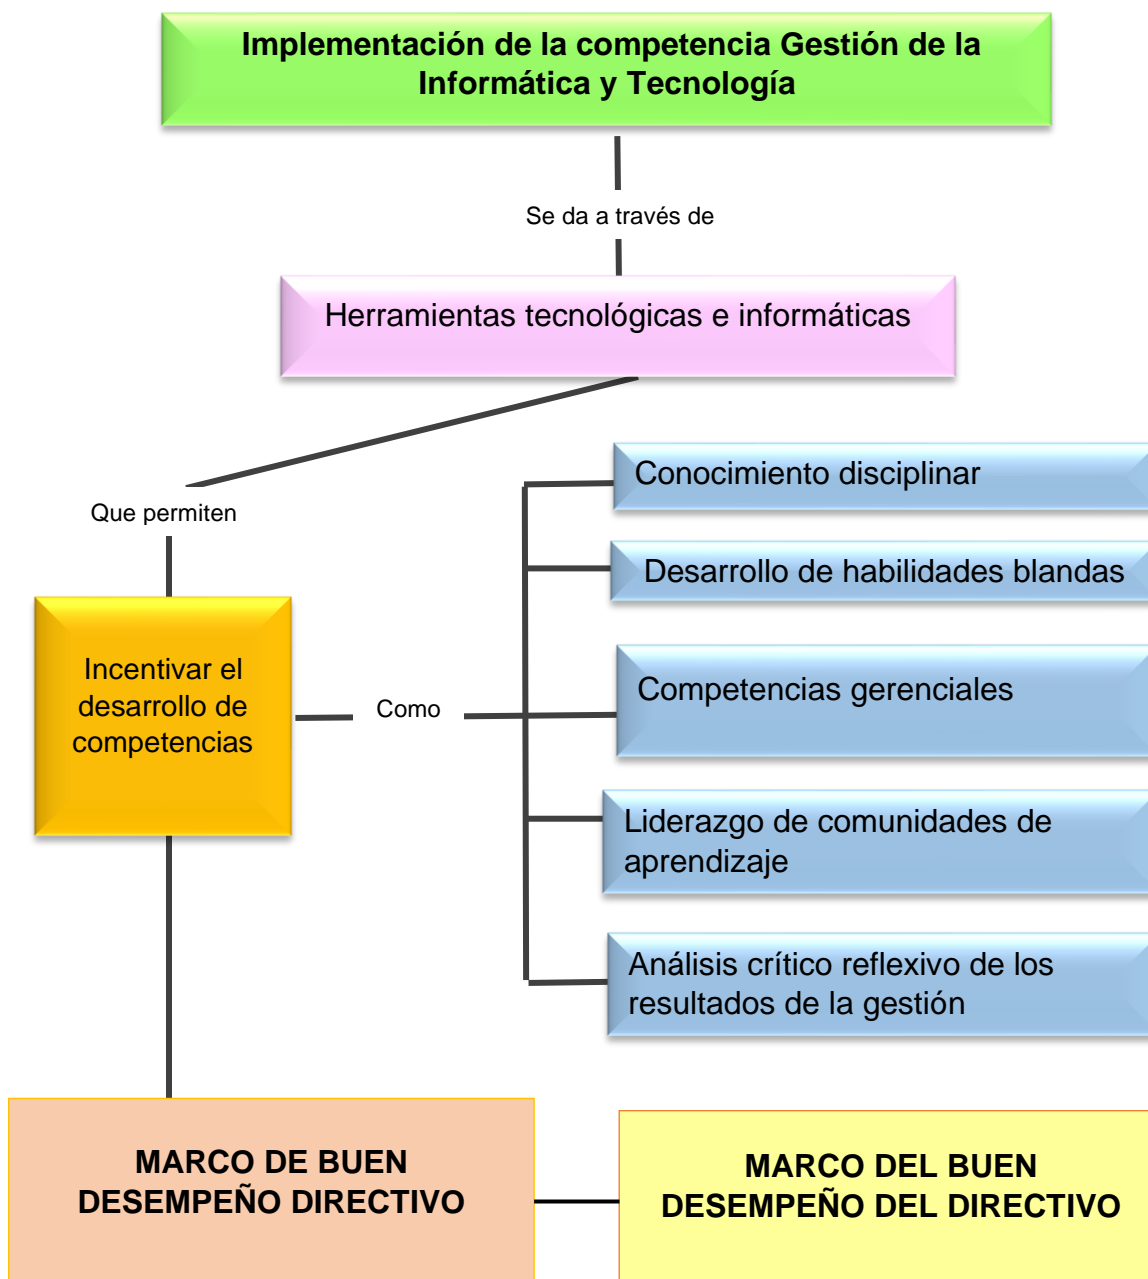 Implementación de la competencia Gestión de la
Informática y Tecnología
Se da a través de
Herramientas tecnológicas e informáticas
Que permiten
Incentivar el
desarrollo de
competencias
Como
Conocimiento disciplinar
Desarrollo de habilidades blandas
Competencias gerenciales
Liderazgo de comunidades de
aprendizaje
Análisis crítico reflexivo de los
resultados de la gestión
MARCO DE BUEN
DESEMPEÑO DIRECTIVO
MARCO DEL BUEN
DESEMPEÑO DEL DIRECTIVO